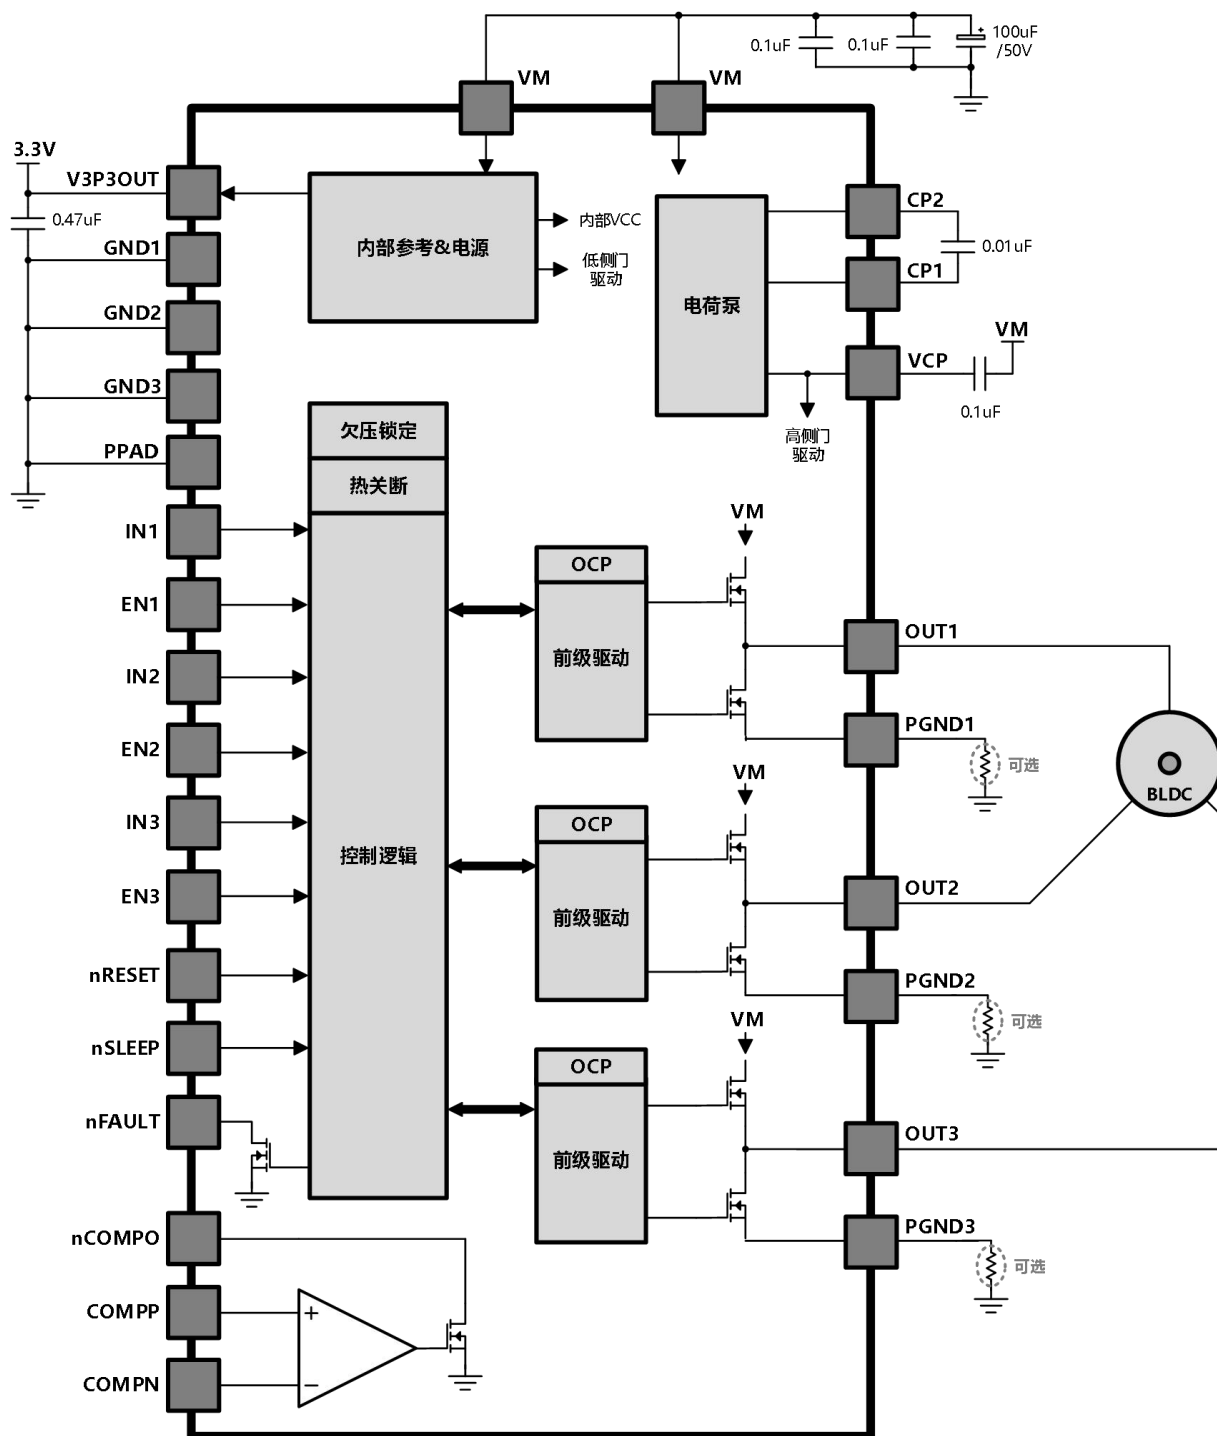 VM
VM
0.1uF
0.1uF
+
100uF
/50V
3.3V
V3P3OUT
0.47uF
GND1
GND2
GND3
PPAD
内部参考&电源
内部VCC
低侧门
驱动
电荷泵
CP2
0.01uF
CP1
VM
VCP
0.1uF
高侧门
驱动
欠压锁定
热关断
控制逻辑
IN1
EN1
IN2
EN2
IN3
EN3
nRESET
nSLEEP
nFAULT
nCOMPO
COMPP
COMPN
+
−
VM
OCP
前级驱动
OUT1
PGND1
可选
BLDC
VM
OCP
前级驱动
OUT2
PGND2
可选
VM
OCP
前级驱动
OUT3
PGND3
可选